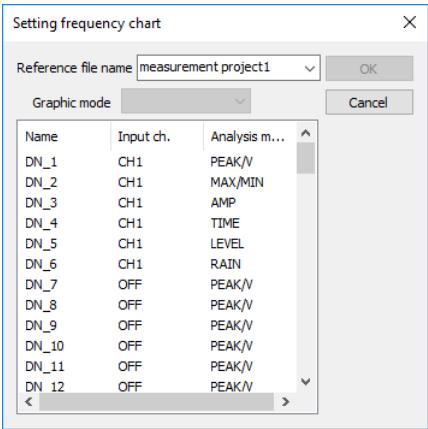 Setting frequency chart
Reference file name measurement project1 OK
Graphic mode Cancel
Name Input ch. Analysis m...
DN_1 CH1 PEAK/V
DN_2 CH1 MAX/MIN
DN_3 CH1 AMP
DN_4 CH1 TIME
DN_5 CH1 LEVEL
DN_6 CH1 RAIN
DN_7 OFF PEAK/V
DN_8 OFF PEAK/V
DN_9 OFF PEAK/V
DN_10 OFF PEAK/V
DN_11 OFF PEAK/V
DN_12 OFF PEAK/V